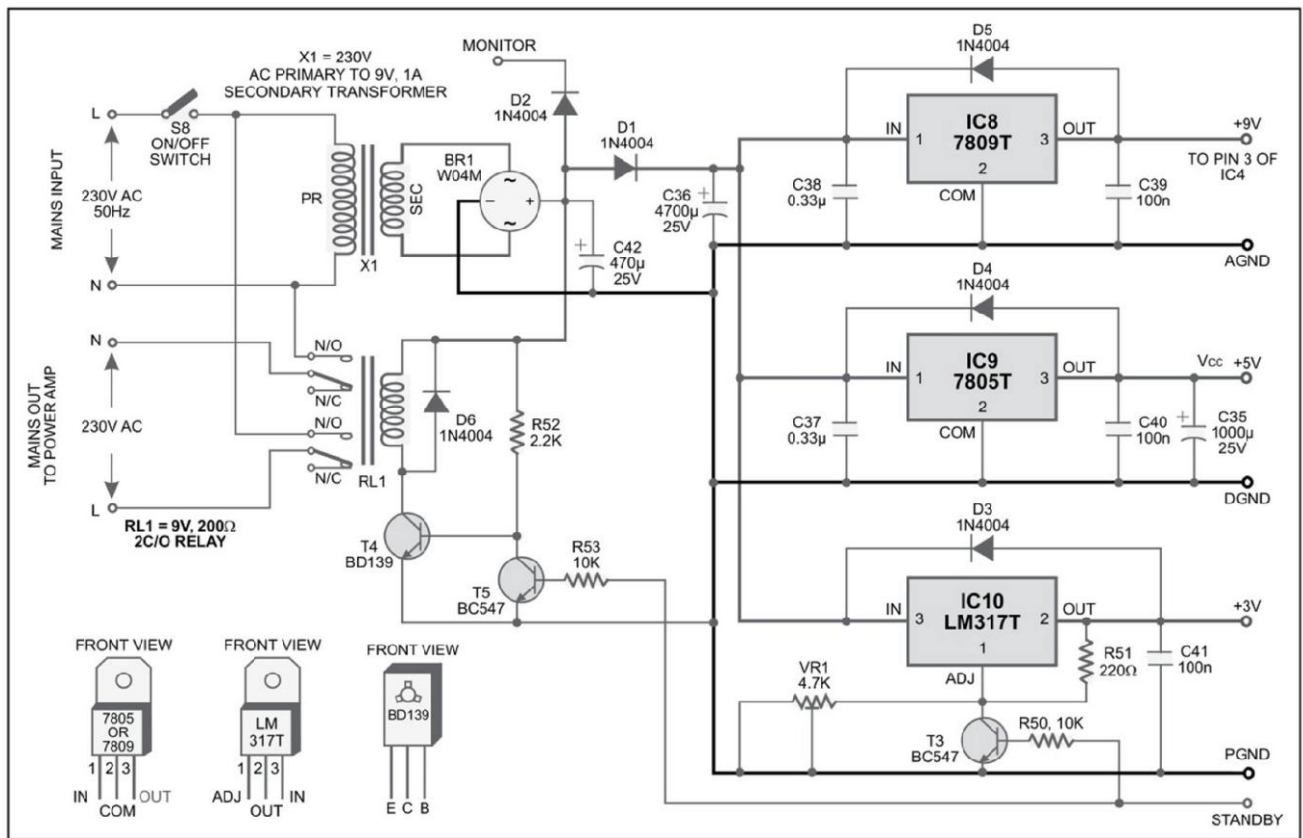 MONITOR
X1 = 230V
AC PRIMARY TO 9V, 1A
SECONDARY TRANSFORMER
L
S8
ON/OFF
SWITCH
MAINS INPUT
230V AC
50Hz
N
PR
X1
SEC
BR1
W04M
~
-
+
~
D2
1N4004
D1
1N4004
+
C42
470µ
25V
+
C36
4700µ
25V
D5
1N4004
IN
1
IC8
7809T
3
OUT
2
COM
C38
0.33µ
C39
100n
+9V
TO PIN 3 OF
IC4
AGND
D4
1N4004
IN
1
IC9
7805T
3
OUT
2
COM
C37
0.33µ
C40
100n
Vcc
+5V
+
C35
1000µ
25V
DGND
N
MAINS OUT
TO POWER AMP
230V AC
L
N/O
N/C
N/O
N/C
RL1
RL1 = 9V, 200Ω
2C/O RELAY
D6
1N4004
R52
2.2K
T4
BD139
T5
BC547
R53
10K
D3
1N4004
IN
3
IC10
LM317T
2
OUT
1
ADJ
+3V
R51
220Ω
C41
100n
VR1
4.7K
T3
BC547
R50, 10K
PGND
STANDBY
FRONT VIEW
7805
OR
7809
1 2 3
IN
COM
OUT
FRONT VIEW
LM
317T
1 2 3
ADJ
OUT
IN
FRONT VIEW
BD139
E C B